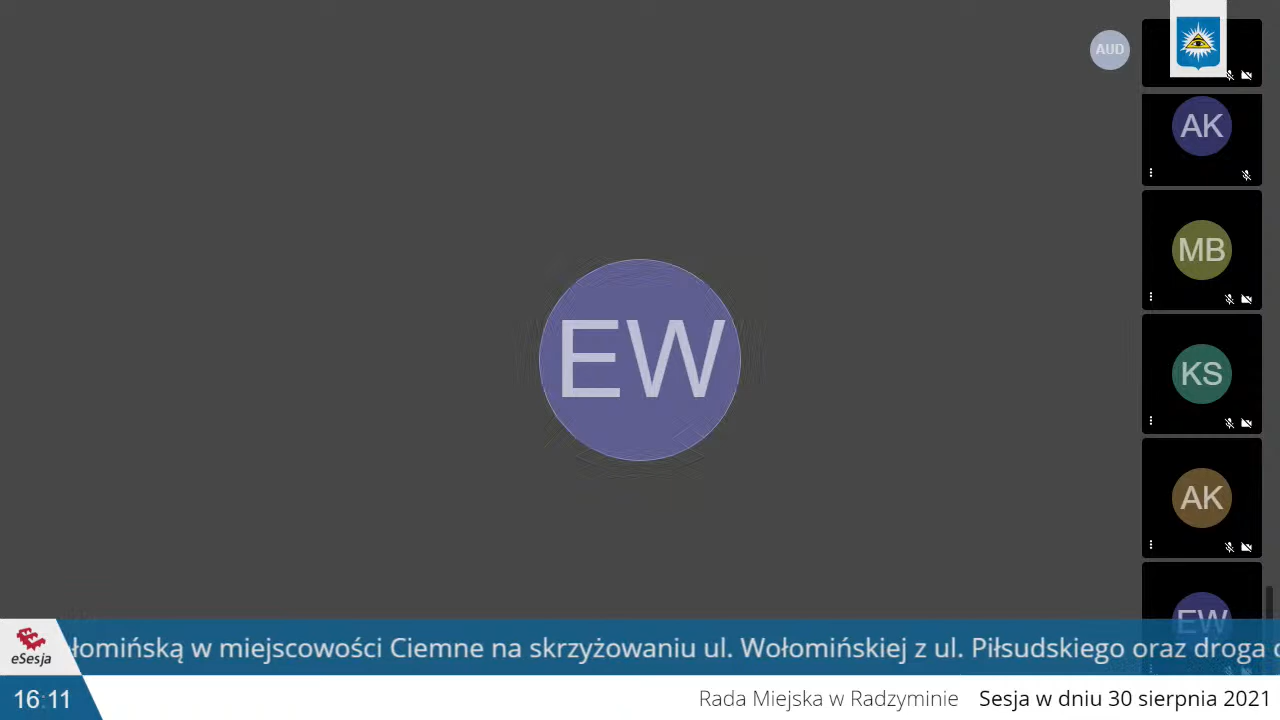 AUD
AK
MB
KS
AK
EW
EW
łomińską w miejscowości Ciemne na skrzyżowaniu ul. Wołomińskiej z ul. Piłsudskiego oraz droga
eSesja
16:11
Rada Miejska w Radzyminie Sesja w dniu 30 sierpnia 2021